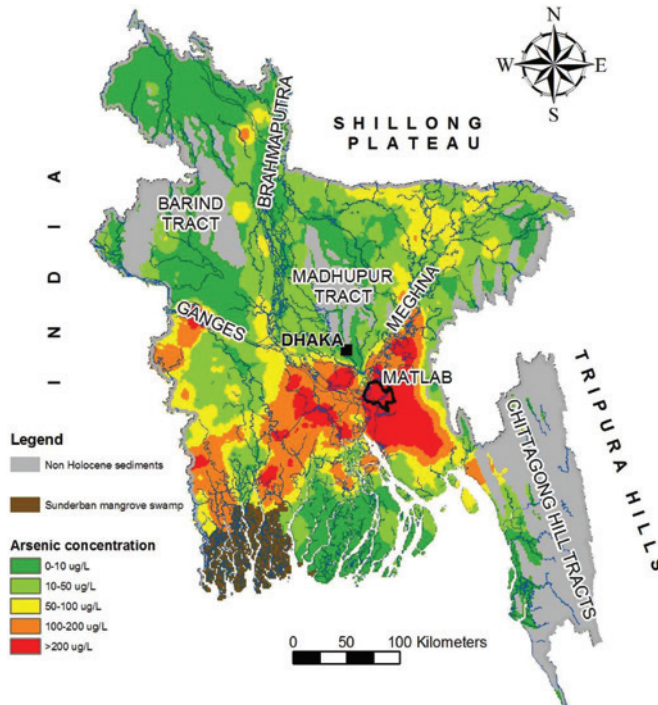 N
W E
S
SHILLONG
PLATEAU
BRAHMAPUTRA
INDIA
BARIND
TRACT
MADHUPUR
TRACT
MEGHNA
GANGES
DHAKA
MATLAB
TRIPURA HILLS
CHITTAGONG HILL TRACTS
Legend
Non Holocene sediments
Sunderban mangrove swamp
Arsenic concentration
0-10 ug/L
10-50 ug/L
50-100 ug/L
100-200 ug/L
>200 ug/L
0 50 100 Kilometers